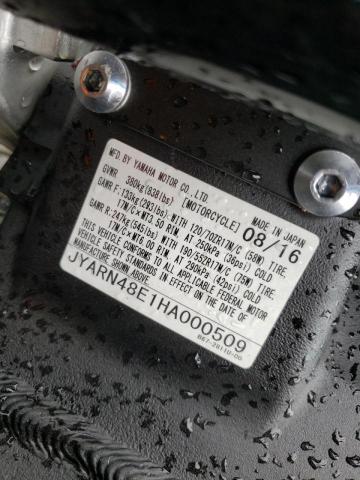 MFD. BY YAMAHA MOTOR CO., LTD. MADE IN JAPAN
GVWR 380kg(838lbs) [MOTORCYCLE] 08/16
GAWR F:133kg(293lbs) WITH 120/70ZR17M/C (58W) TIRE,
17M/C×MT3.50 RIM, AT 250kPa (36psi) COLD
GAWR R:247kg(545lbs) WITH 190/55ZR17M/C (75W) TIRE,
17M/C×MT6.00 RIM, AT 290kPa (42psi) COLD
THIS VEHICLE CONFORMS TO ALL APPLICABLE FEDERAL MOTOR
VEHICLE SAFETY STANDARDS IN EFFECT ON THE DATE OF
MANUFACTURE SHOWN ABOVE.
JYARN48E1HA000509
B67-2811U-00